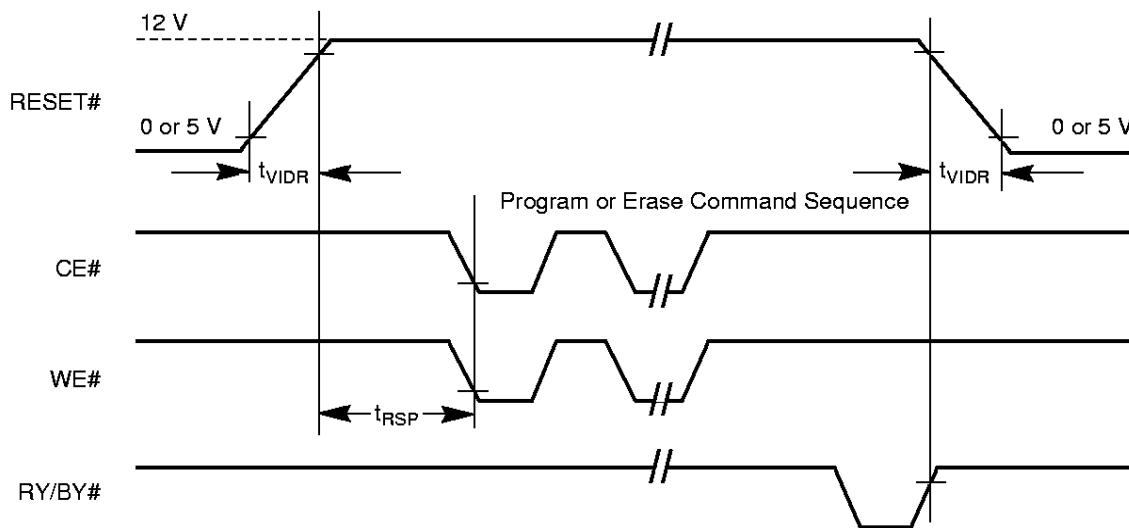 12 V
RESET#
0 or 5 V
0 or 5 V
tVIDR
tVIDR
Program or Erase Command Sequence
CE#
WE#
tRSP
RY/BY#